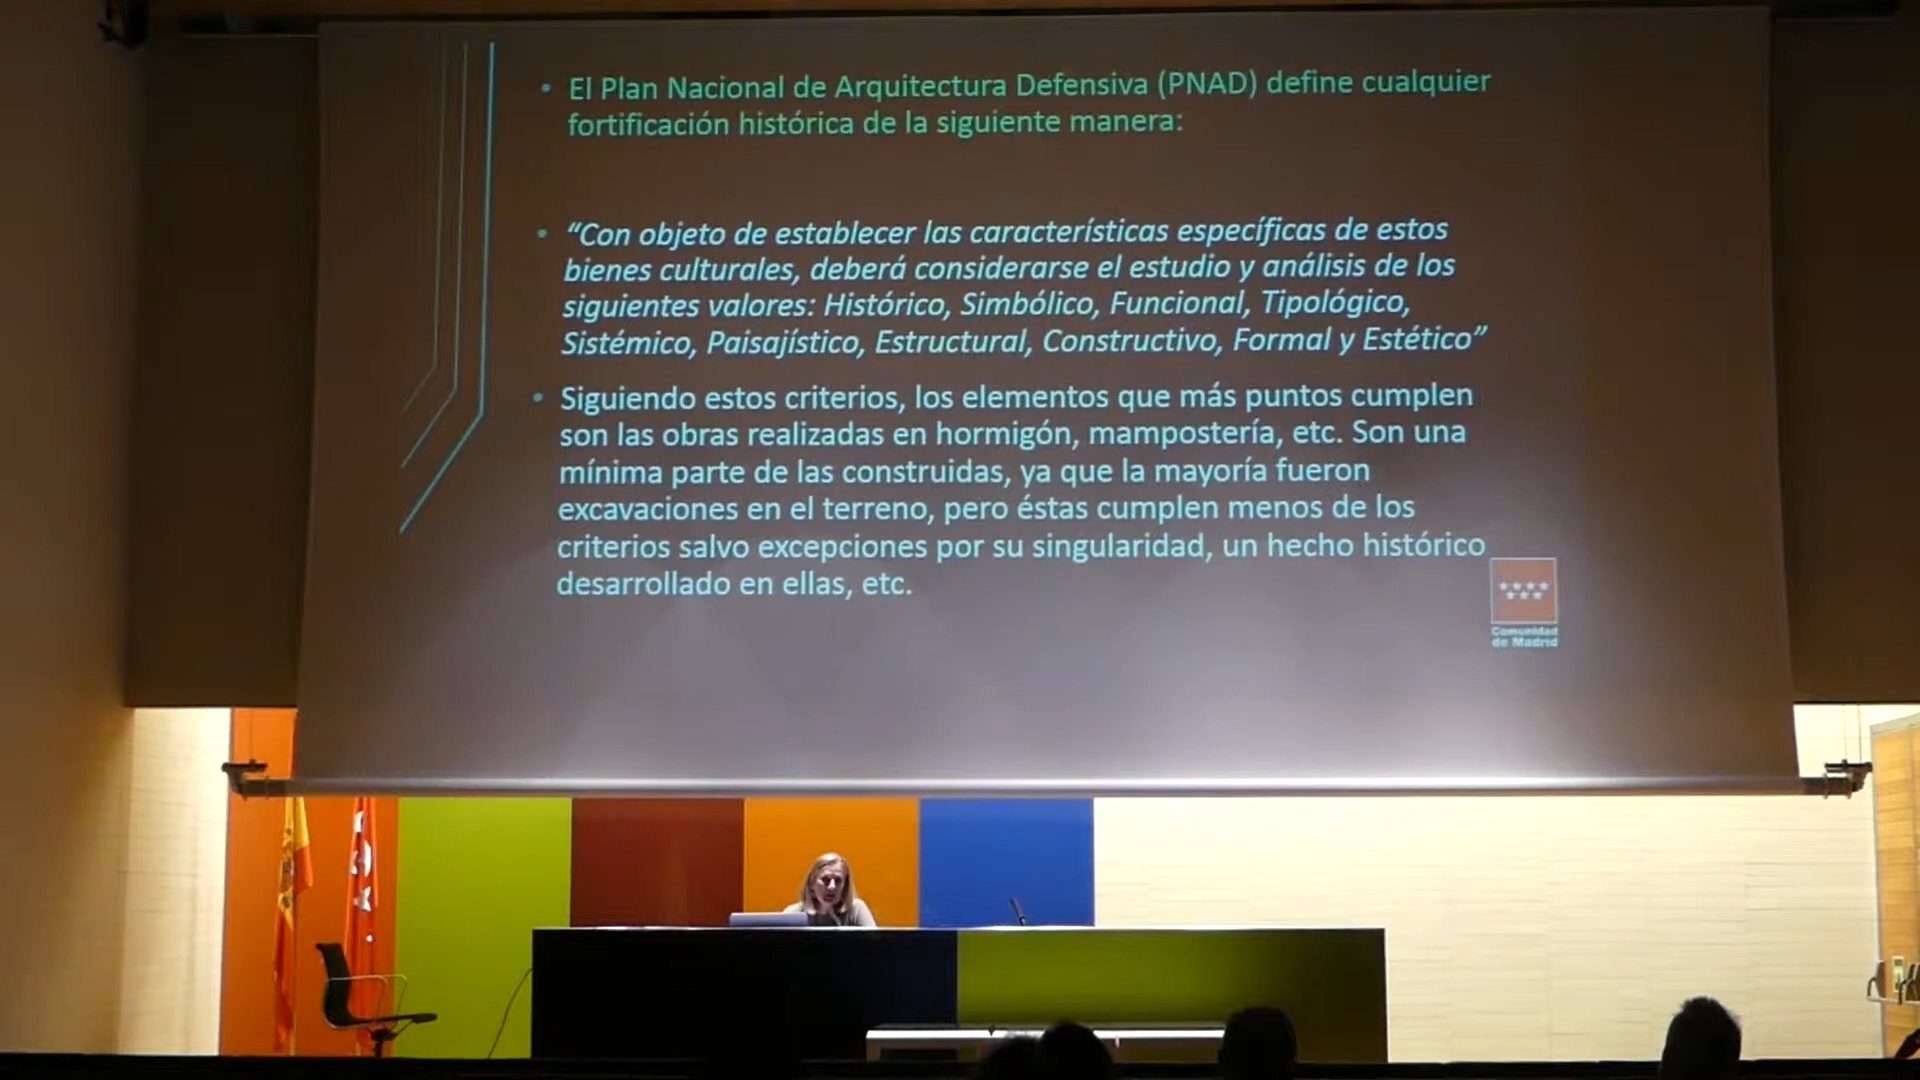 • El Plan Nacional de Arquitectura Defensiva (PNAD) define cualquier
fortificación histórica de la siguiente manera:
• “Con objeto de establecer las características específicas de estos
bienes culturales, deberá considerarse el estudio y análisis de los
siguientes valores: Histórico, Simbólico, Funcional, Tipológico,
Sistémico, Paisajístico, Estructural, Constructivo, Formal y Estético”
• Siguiendo estos criterios, los elementos que más puntos cumplen
son las obras realizadas en hormigón, mampostería, etc. Son una
mínima parte de las construidas, ya que la mayoría fueron
excavaciones en el terreno, pero éstas cumplen menos de los
criterios salvo excepciones por su singularidad, un hecho histórico
desarrollado en ellas, etc.
Comunidad
de Madrid